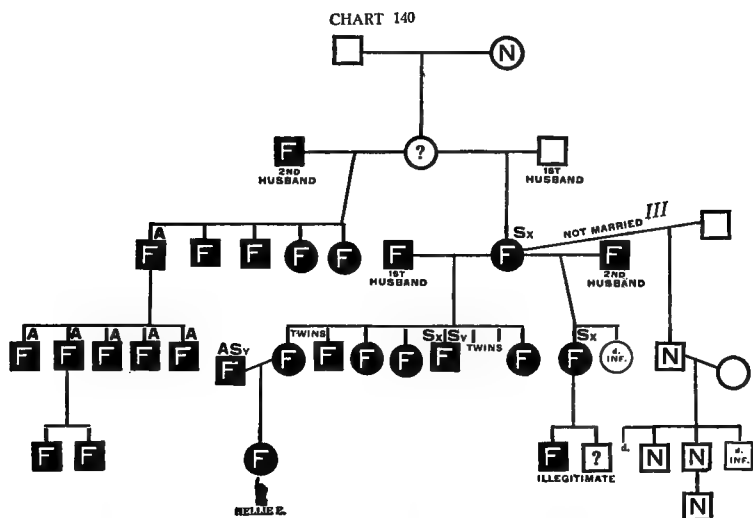 CHART 140
N
F ? 
2ND HUSBAND 1ST HUSBAND
Sx NOT MARRIED III
A
F F F F F F F F
1ST HUSBAND 2ND HUSBAND
A A A A A ASY TWINS SX SY TWINS SX
F F F F F F F F F F F F F d. INF. N
F F F ? d. N N d. INF.
ILLEGITIMATE
F N
NELLIE E.